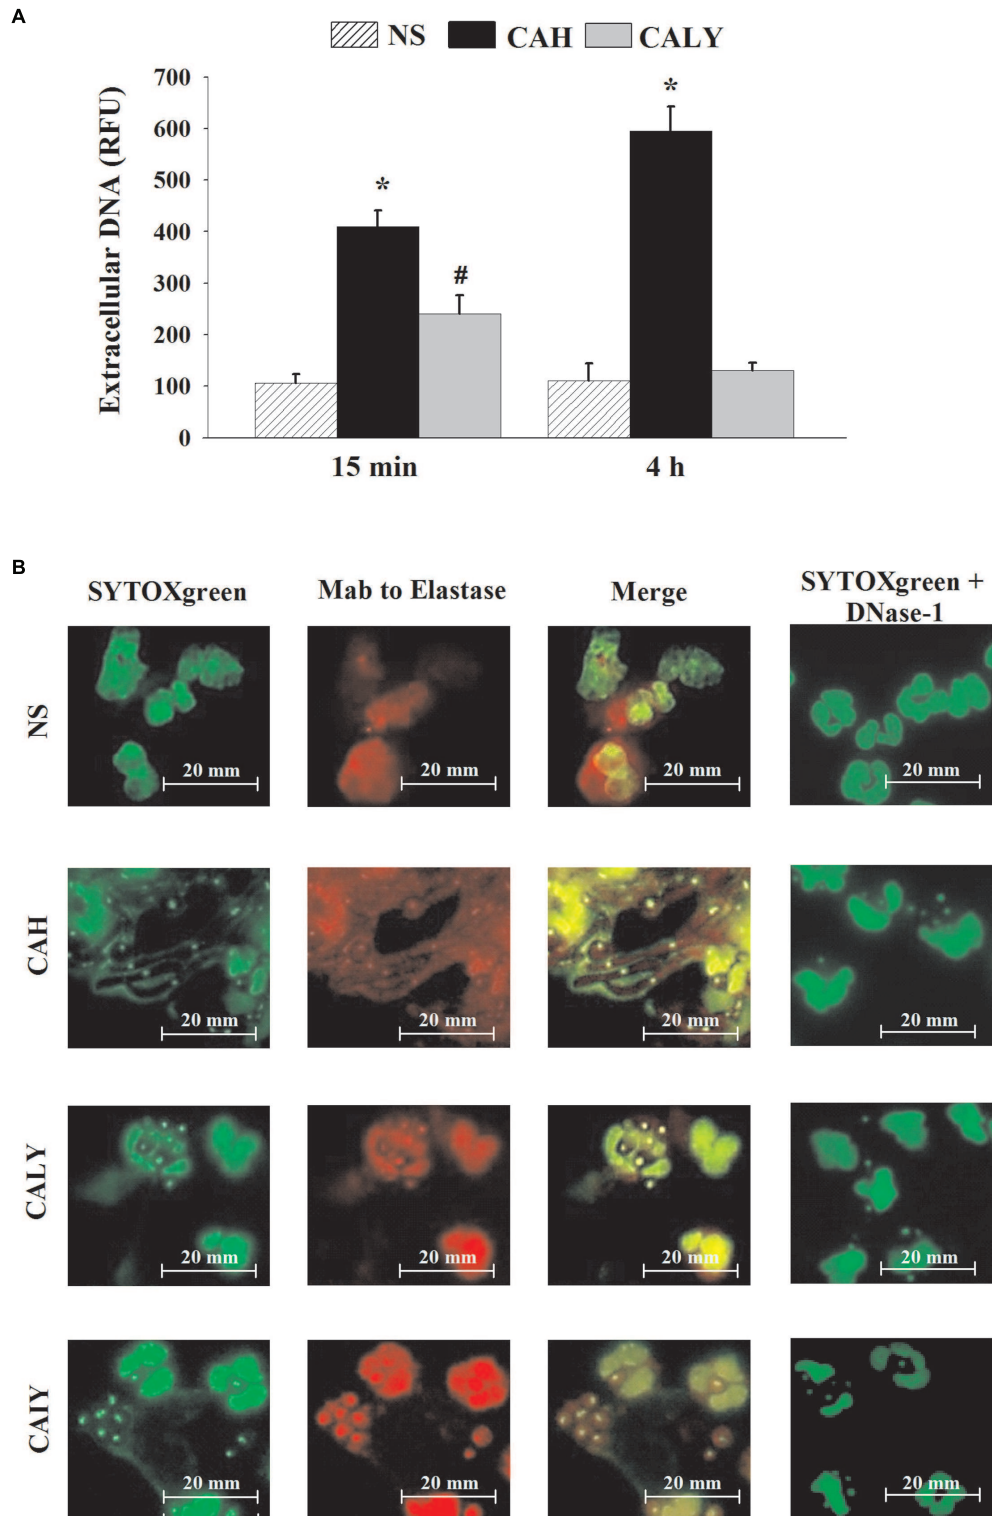 A
NS CAH CALY
Extracellular DNA (RFU)
700
600
500
400
300
200
100
0
*
#
*
15 min 4 h
B
SYTOXgreen Mab to Elastase Merge SYTOXgreen +
DNase-1
NS
20 mm 20 mm 20 mm 20 mm
CAH
20 mm 20 mm 20 mm 20 mm
CALY
20 mm 20 mm 20 mm 20 mm
CAIY
20 mm 20 mm 20 mm 20 mm